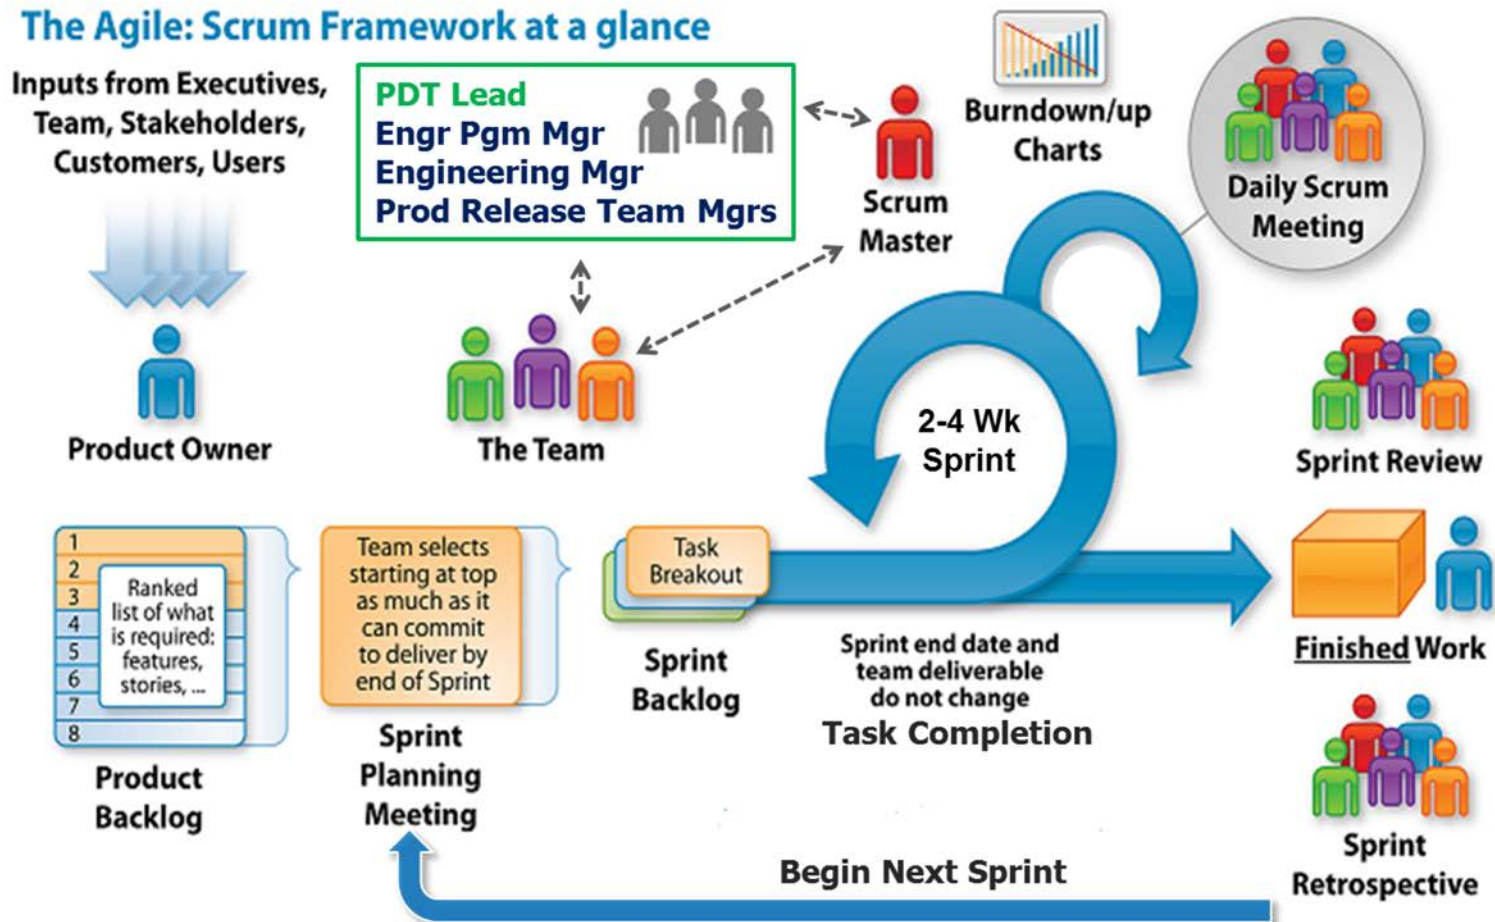 The Agile: Scrum Framework at a glance
Inputs from Executives,
Team, Stakeholders,
Customers, Users
PDT Lead
Engr Pgm Mgr
Engineering Mgr
Prod Release Team Mgrs
Scrum
Master
Burndown/up
Charts
Daily Scrum
Meeting
Product Owner
The Team
2-4 Wk
Sprint
Sprint Review
1
2
3
4
5
6
7
8
Ranked
list of what
is required:
features,
stories, ...
Product
Backlog
Team selects
starting at top
as much as it
can commit
to deliver by
end of Sprint
Sprint
Planning
Meeting
Task
Breakout
Sprint
Backlog
Sprint end date and
team deliverable
do not change
Task Completion
Finished Work
Sprint
Retrospective
Begin Next Sprint